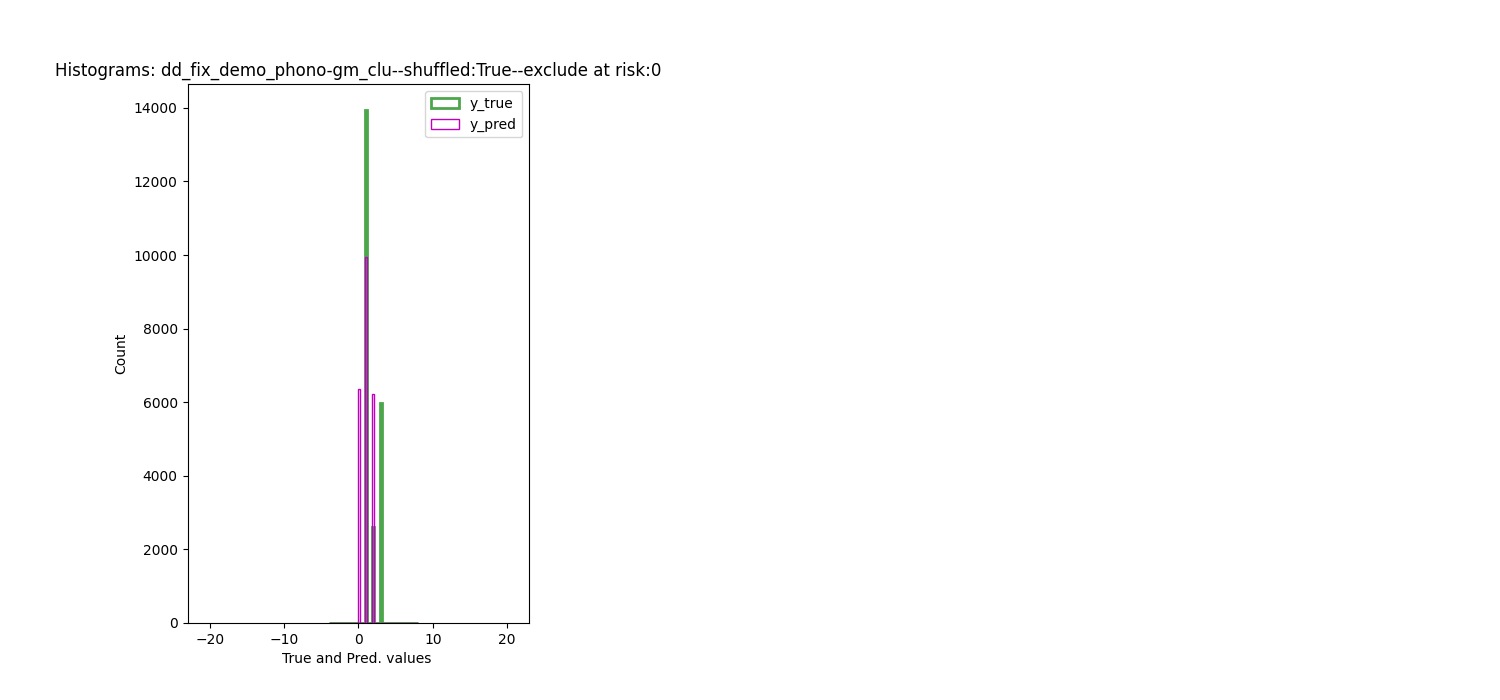 Histograms: dd_fix_demo_phono-gm_clu--shuffled:True--exclude at risk:0
y_true
y_pred
14000
12000
10000
8000
6000
4000
2000
0
Count
−20 −10 0 10 20
True and Pred. values